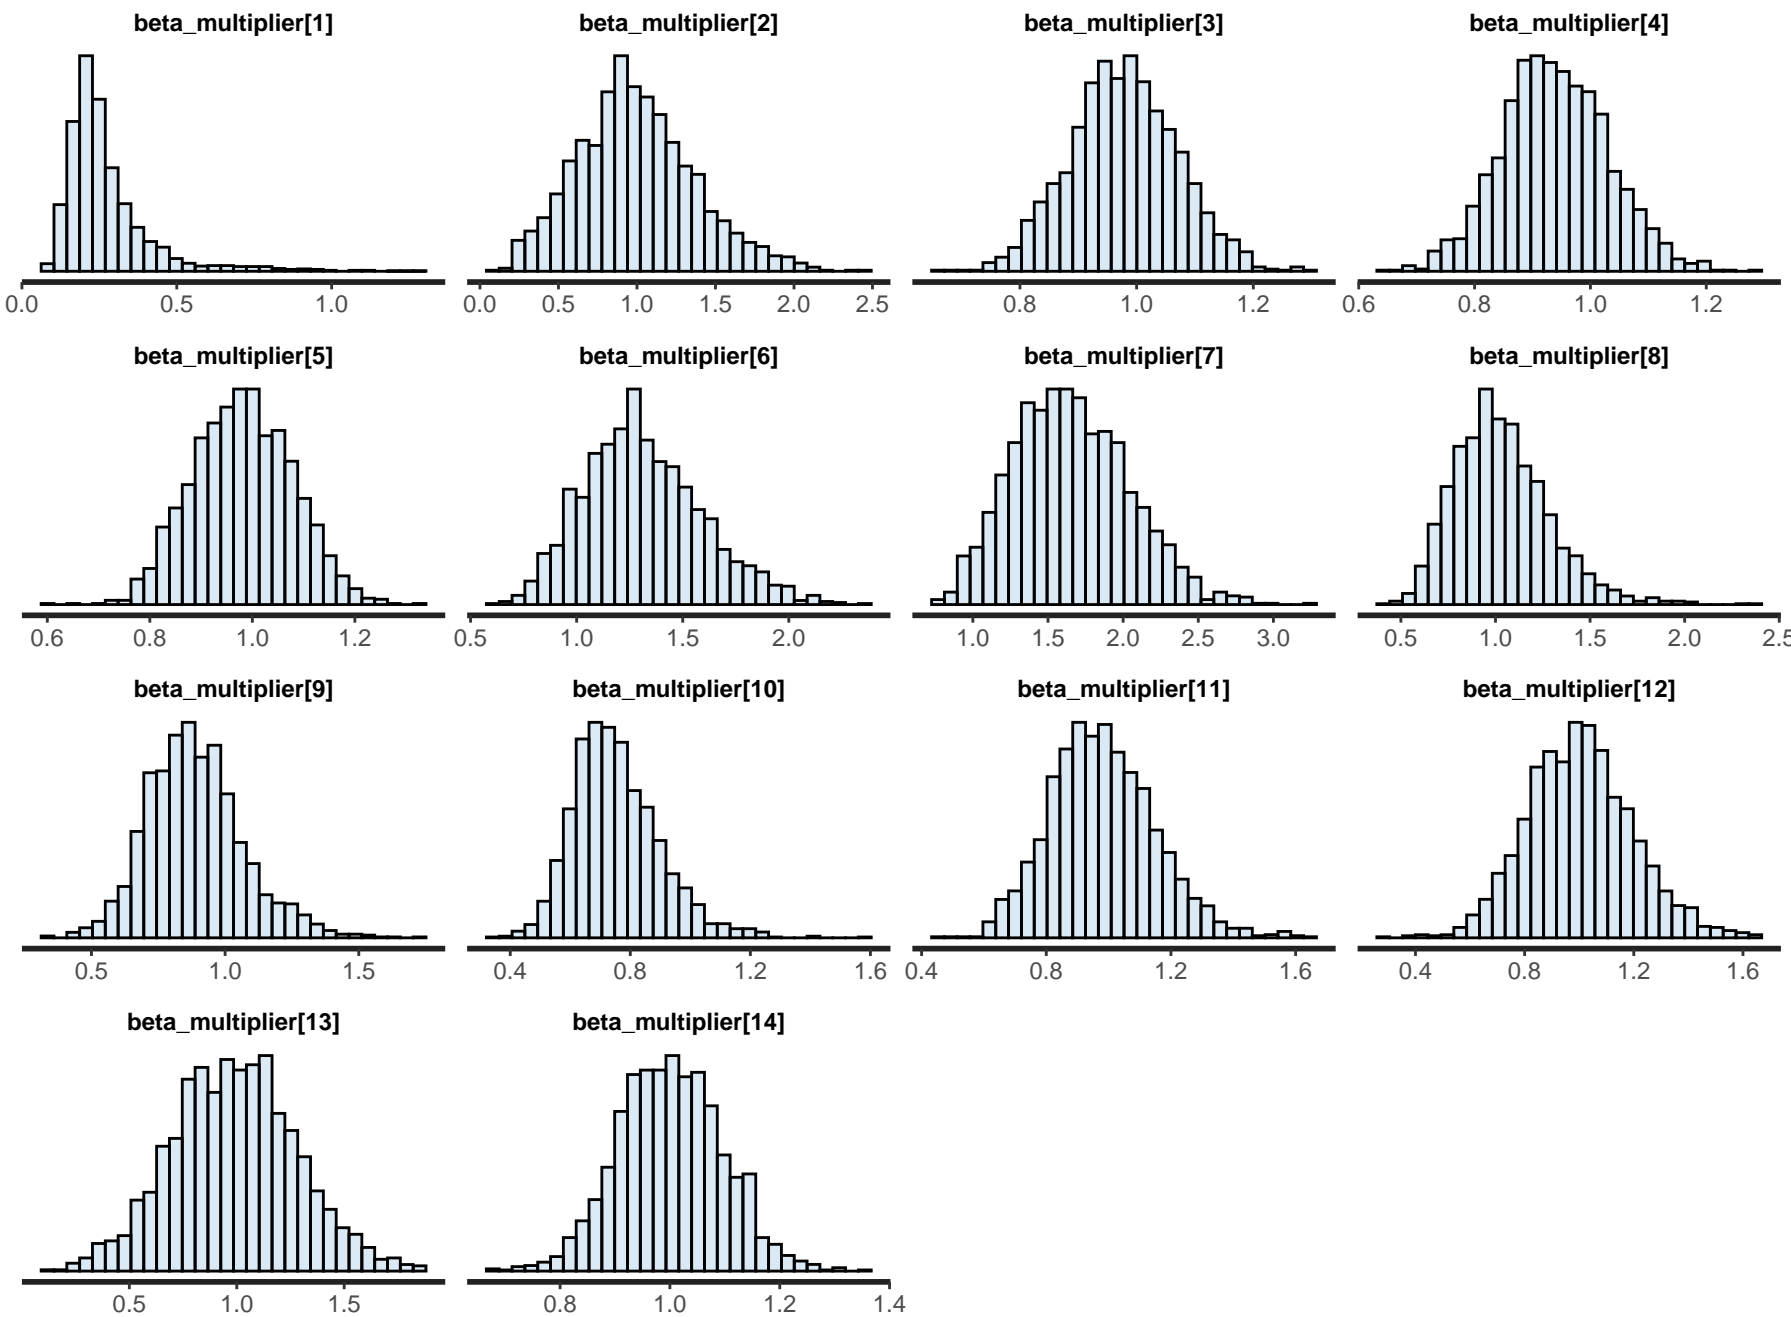 beta_multiplier[1] beta_multiplier[2] beta_multiplier[3] beta_multiplier[4]
0.0 0.5 1.0 0.0 0.5 1.0 1.5 2.0 2.5 0.8 1.0 1.2 0.6 0.8 1.0 1.2
beta_multiplier[5] beta_multiplier[6] beta_multiplier[7] beta_multiplier[8]
0.6 0.8 1.0 1.2 0.5 1.0 1.5 2.0 1.0 1.5 2.0 2.5 3.0 0.5 1.0 1.5 2.0 2.5
beta_multiplier[9] beta_multiplier[10] beta_multiplier[11] beta_multiplier[12]
0.5 1.0 1.5 0.4 0.8 1.2 1.6 0.4 0.8 1.2 1.6 0.4 0.8 1.2 1.6
beta_multiplier[13] beta_multiplier[14]
0.5 1.0 1.5 0.8 1.0 1.2 1.4